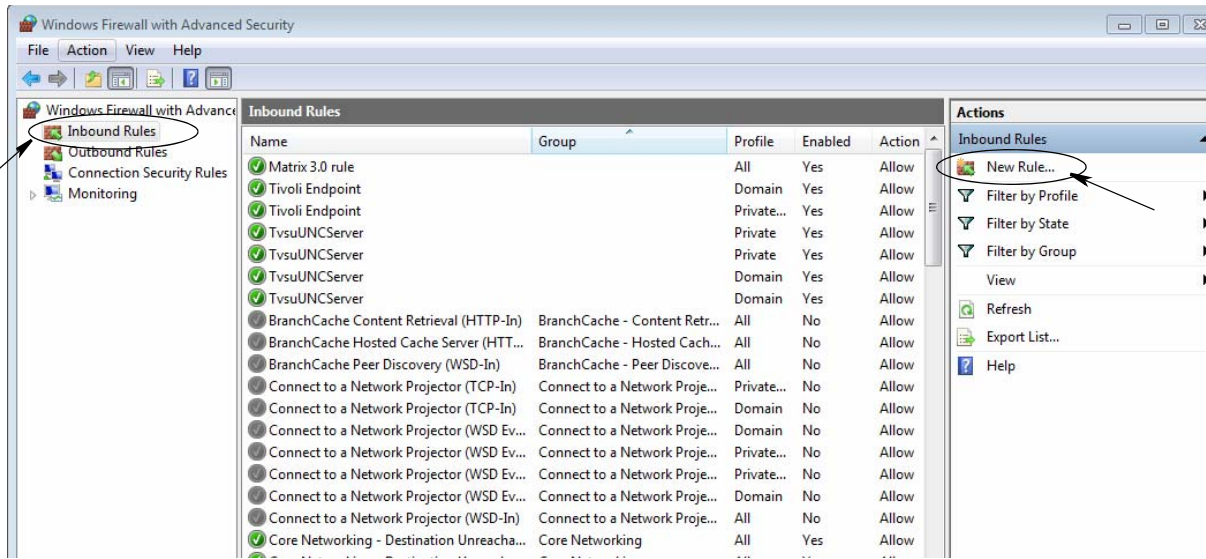 Windows Firewall with Advanced Security
File Action View Help
Windows Firewall with Advance
Inbound Rules
Outbound Rules
Connection Security Rules
Monitoring
Inbound Rules
Name Group Profile Enabled Action
Matrix 3.0 rule All Yes Allow
Tivoli Endpoint Domain Yes Allow
Tivoli Endpoint Private... Yes Allow
TvsuUNCServer Private Yes Allow
TvsuUNCServer Private Yes Allow
TvsuUNCServer Domain Yes Allow
TvsuUNCServer Domain Yes Allow
BranchCache Content Retrieval (HTTP-In) BranchCache - Content Retr... All No Allow
BranchCache Hosted Cache Server (HTT... BranchCache - Hosted Cach... All No Allow
BranchCache Peer Discovery (WSD-In) BranchCache - Peer Discove... All No Allow
Connect to a Network Projector (TCP-In) Connect to a Network Proje... Private... No Allow
Connect to a Network Projector (TCP-In) Connect to a Network Proje... Domain No Allow
Connect to a Network Projector (WSD Ev... Connect to a Network Proje... Domain No Allow
Connect to a Network Projector (WSD Ev... Connect to a Network Proje... Private... No Allow
Connect to a Network Projector (WSD Ev... Connect to a Network Proje... Private... No Allow
Connect to a Network Projector (WSD Ev... Connect to a Network Proje... Domain No Allow
Connect to a Network Projector (WSD-In) Connect to a Network Proje... All No Allow
Core Networking - Destination Unreacha... Core Networking All Yes Allow
Actions
Inbound Rules
New Rule...
Filter by Profile
Filter by State
Filter by Group
View
Refresh
Export List...
Help